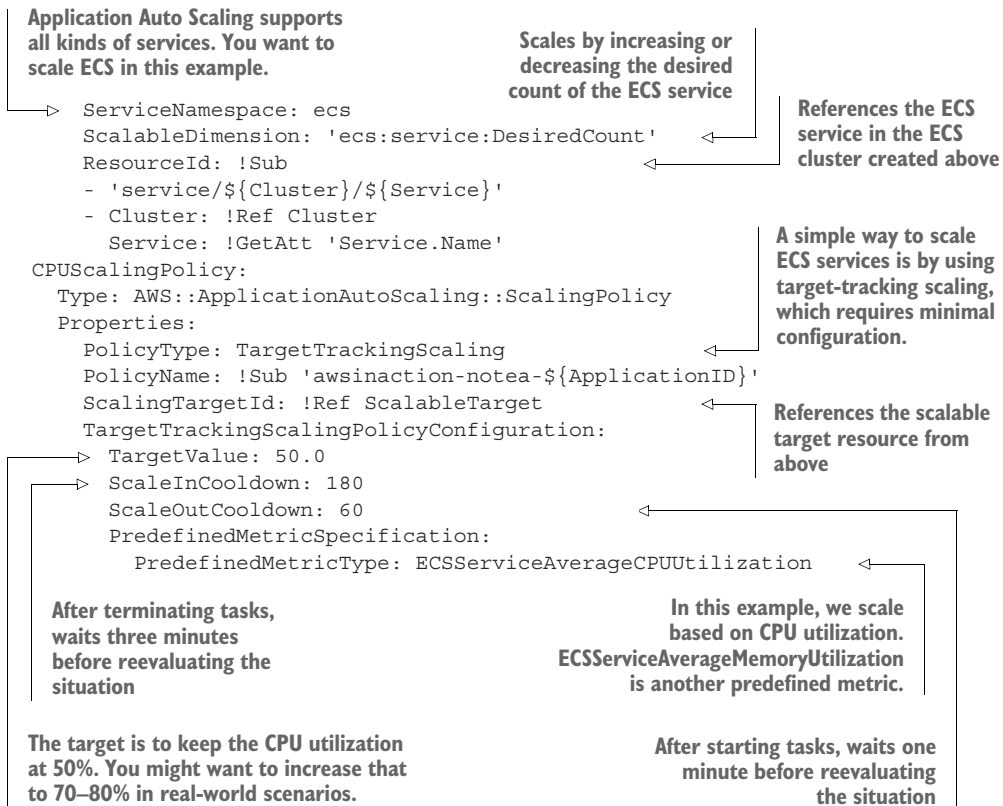 Application Auto Scaling supports
all kinds of services. You want to
scale ECS in this example.
Scales by increasing or
decreasing the desired
count of the ECS service
References the ECS
service in the ECS
cluster created above
ServiceNamespace: ecs
ScalableDimension: 'ecs:service:DesiredCount'
ResourceId: !Sub
- 'service/${Cluster}/${Service}'
- Cluster: !Ref Cluster
Service: !GetAtt 'Service.Name'
A simple way to scale
ECS services is by using
target-tracking scaling,
which requires minimal
configuration.
CPUScalingPolicy:
Type: AWS::ApplicationAutoScaling::ScalingPolicy
Properties:
PolicyType: TargetTrackingScaling
PolicyName: !Sub 'awsinaction-notea-${ApplicationID}'
ScalingTargetId: !Ref ScalableTarget
References the scalable
target resource from
above
TargetTrackingScalingPolicyConfiguration:
TargetValue: 50.0
ScaleInCooldown: 180
ScaleOutCooldown: 60
PredefinedMetricSpecification:
PredefinedMetricType: ECSServiceAverageCPUUtilization
After terminating tasks,
waits three minutes
before reevaluating the
situation
In this example, we scale
based on CPU utilization.
ECSServiceAverageMemoryUtilization
is another predefined metric.
The target is to keep the CPU utilization
at 50%. You might want to increase that
to 70–80% in real-world scenarios.
After starting tasks, waits one
minute before reevaluating
the situation